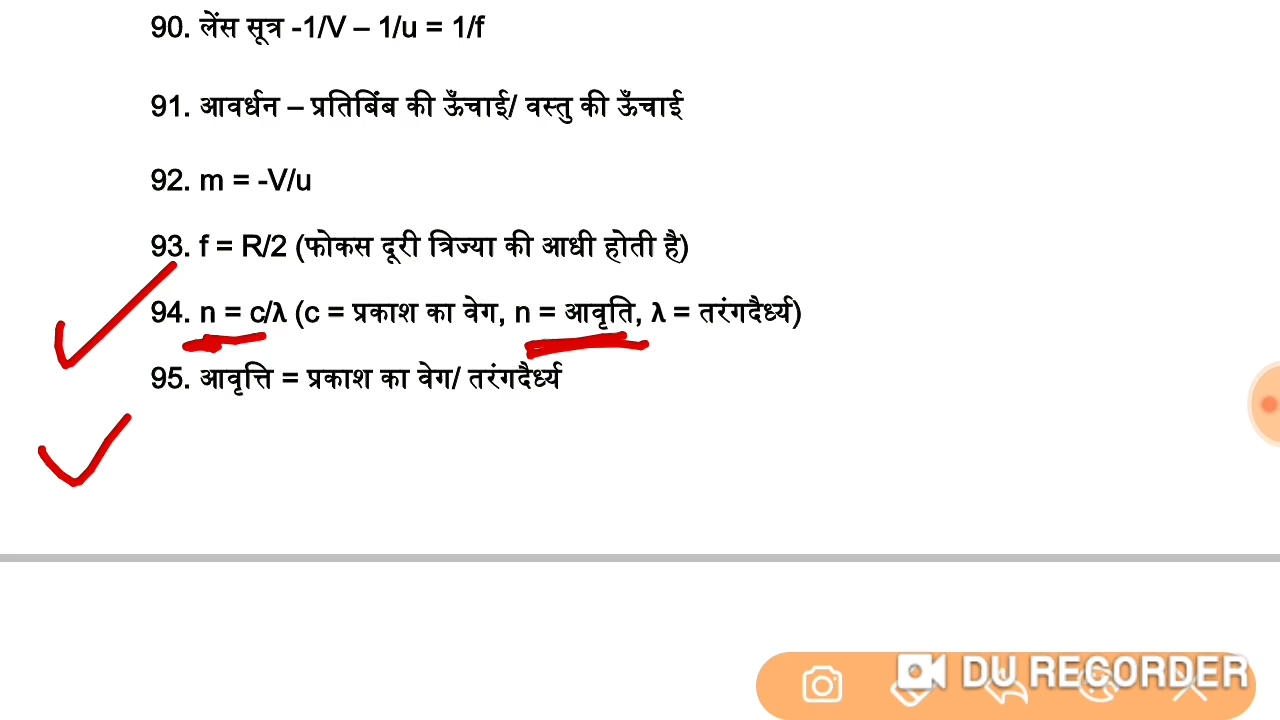 90. लेंस सूत्र -1/V – 1/u = 1/f
91. आवर्धन – प्रतिबिंब की ऊँचाई/ वस्तु की ऊँचाई
92. m = -V/u
93. f = R/2 (फोकस दूरी त्रिज्या की आधी होती है)
94. n = c/λ (c = प्रकाश का वेग, n = आवृति, λ = तरंगदैर्ध्य)
95. आवृत्ति = प्रकाश का वेग/ तरंगदैर्ध्य
DU RECORDER